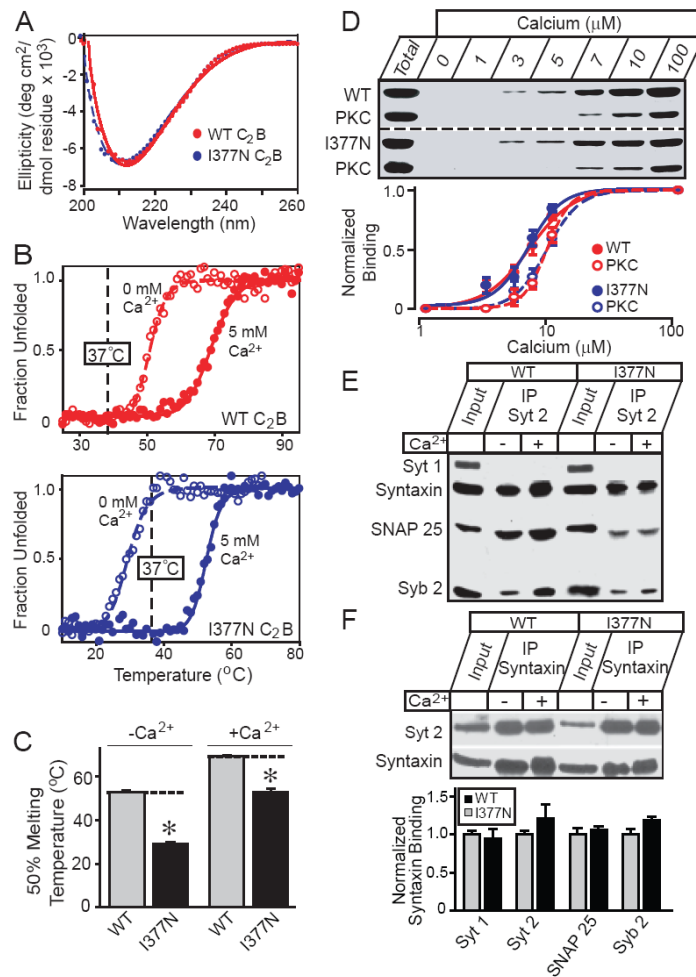 A
Ellipticity (deg cm²/
dmol residue x 10³)
0
-2
-4
-6
-8
WT C₂B
I377N C₂B
200
220
240
260
Wavelength (nm)
B
Fraction Unfolded
1.0
0.5
0
0 mM
Ca²⁺
37°C
5 mM
Ca²⁺
WT C₂B
30
50
70
90
Fraction Unfolded
1.0
0.5
0
0 mM
Ca²⁺
37°C
5 mM
Ca²⁺
I377N C₂B
20
40
60
80
Temperature (°C)
C
-Ca²⁺
+Ca²⁺
50% Melting
Temperature (°C)
60
30
0
*
*
WT
I377N
WT
I377N
D
Calcium (μM)
Total
0
1
3
5
7
10
100
WT
PKC
I377N
PKC
Normalized
Binding
1.0
0.5
0
WT
PKC
I377N
PKC
1
10
100
Calcium (μM)
E
WT
I377N
Input
IP
Syt 2
Input
IP
Syt 2
Ca²⁺
-
+
-
+
Syt 1
Syntaxin
SNAP 25
Syb 2
F
WT
I377N
Input
IP
Syntaxin
Input
IP
Syntaxin
Ca²⁺
-
+
-
+
Syt 2
Syntaxin
Normalized
Syntaxin Binding
1.5
1.0
0.5
0
WT
I377N
Syt 1
Syt 2
SNAP 25
Syb 2